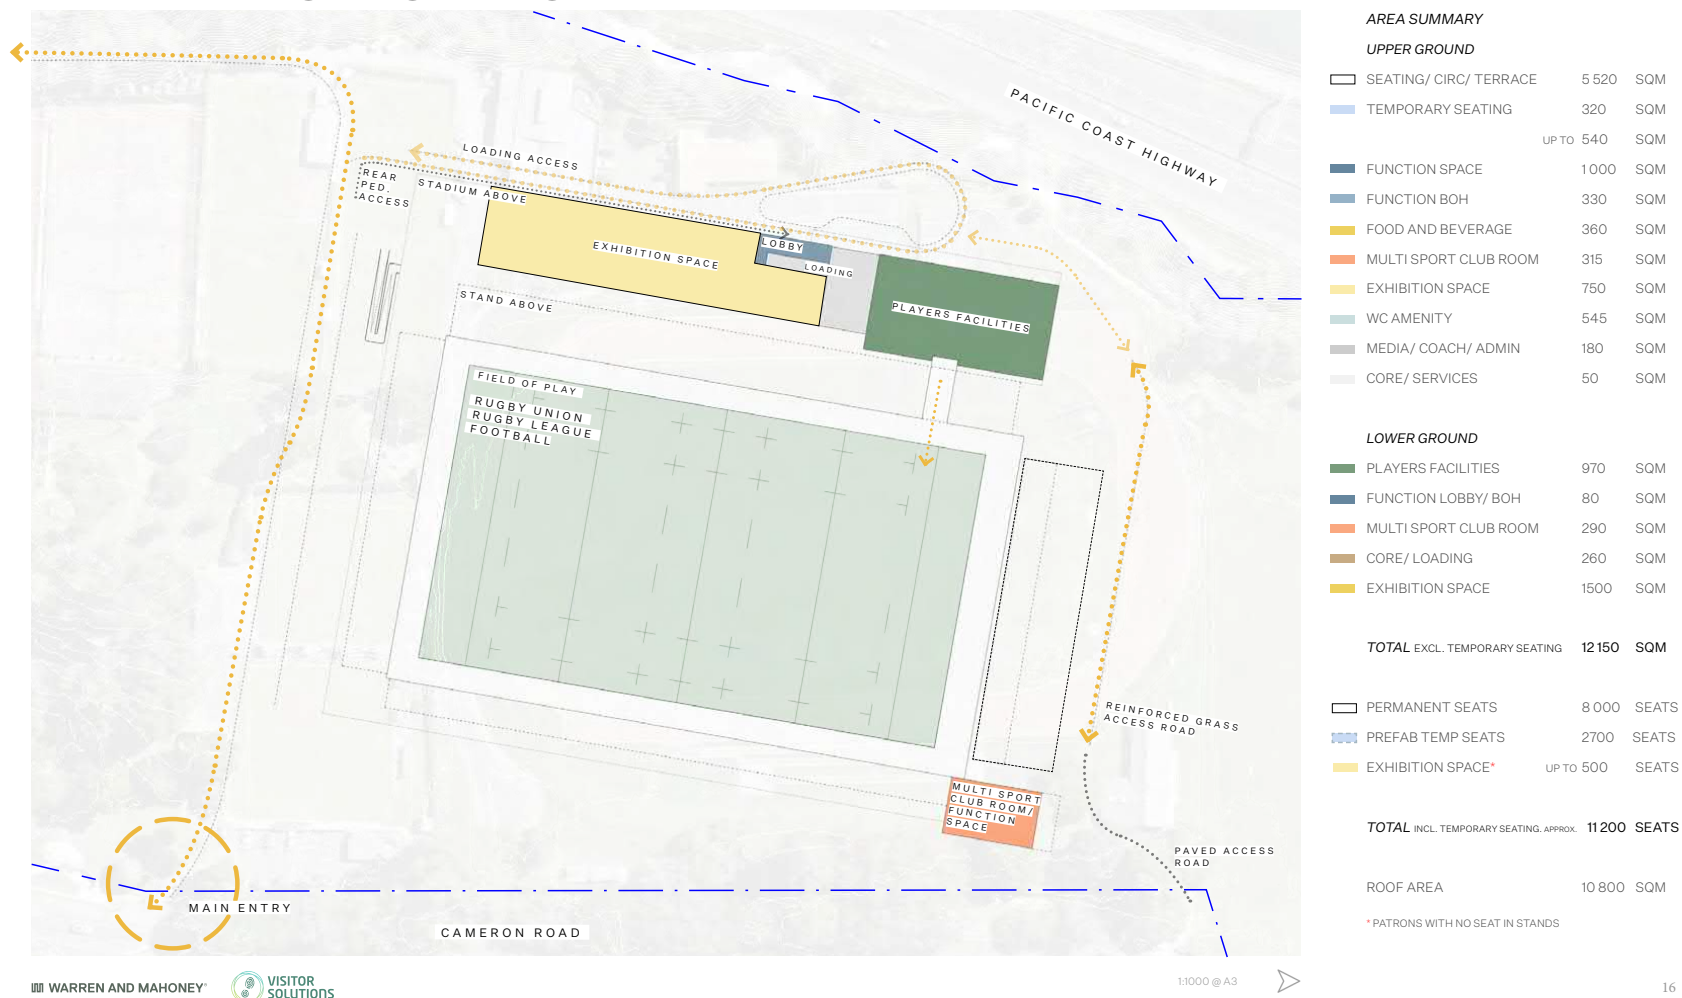 PACIFIC COAST HIGHWAY
LOADING ACCESS
REAR
PED.
ACCESS
STADIUM ABOVE
EXHIBITION SPACE
LOBBY
LOADING
PLAYERS FACILITIES
STAND ABOVE
FIELD OF PLAY
RUGBY UNION
RUGBY LEAGUE
FOOTBALL
REINFORCED GRASS
ACCESS ROAD
MULTI SPORT
CLUB ROOM/
FUNCTION
SPACE
PAVED ACCESS
ROAD
MAIN ENTRY
CAMERON ROAD
AREA SUMMARY
UPPER GROUND
SEATING/ CIRC/ TERRACE 5 520 SQM
TEMPORARY SEATING 320 SQM
UP TO 540 SQM
FUNCTION SPACE 1 000 SQM
FUNCTION BOH 330 SQM
FOOD AND BEVERAGE 360 SQM
MULTI SPORT CLUB ROOM 315 SQM
EXHIBITION SPACE 750 SQM
WC AMENITY 545 SQM
MEDIA/ COACH/ ADMIN 180 SQM
CORE/ SERVICES 50 SQM
LOWER GROUND
PLAYERS FACILITIES 970 SQM
FUNCTION LOBBY/ BOH 80 SQM
MULTI SPORT CLUB ROOM 290 SQM
CORE/ LOADING 260 SQM
EXHIBITION SPACE 1500 SQM
TOTAL EXCL. TEMPORARY SEATING 12 150 SQM
PERMANENT SEATS 8 000 SEATS
PREFAB TEMP SEATS 2700 SEATS
EXHIBITION SPACE* UP TO 500 SEATS
TOTAL INCL. TEMPORARY SEATING. APPROX. 11 200 SEATS
ROOF AREA 10 800 SQM
* PATRONS WITH NO SEAT IN STANDS
WARREN AND MAHONEY®
VISITOR
SOLUTIONS
1:1000 @ A3
16